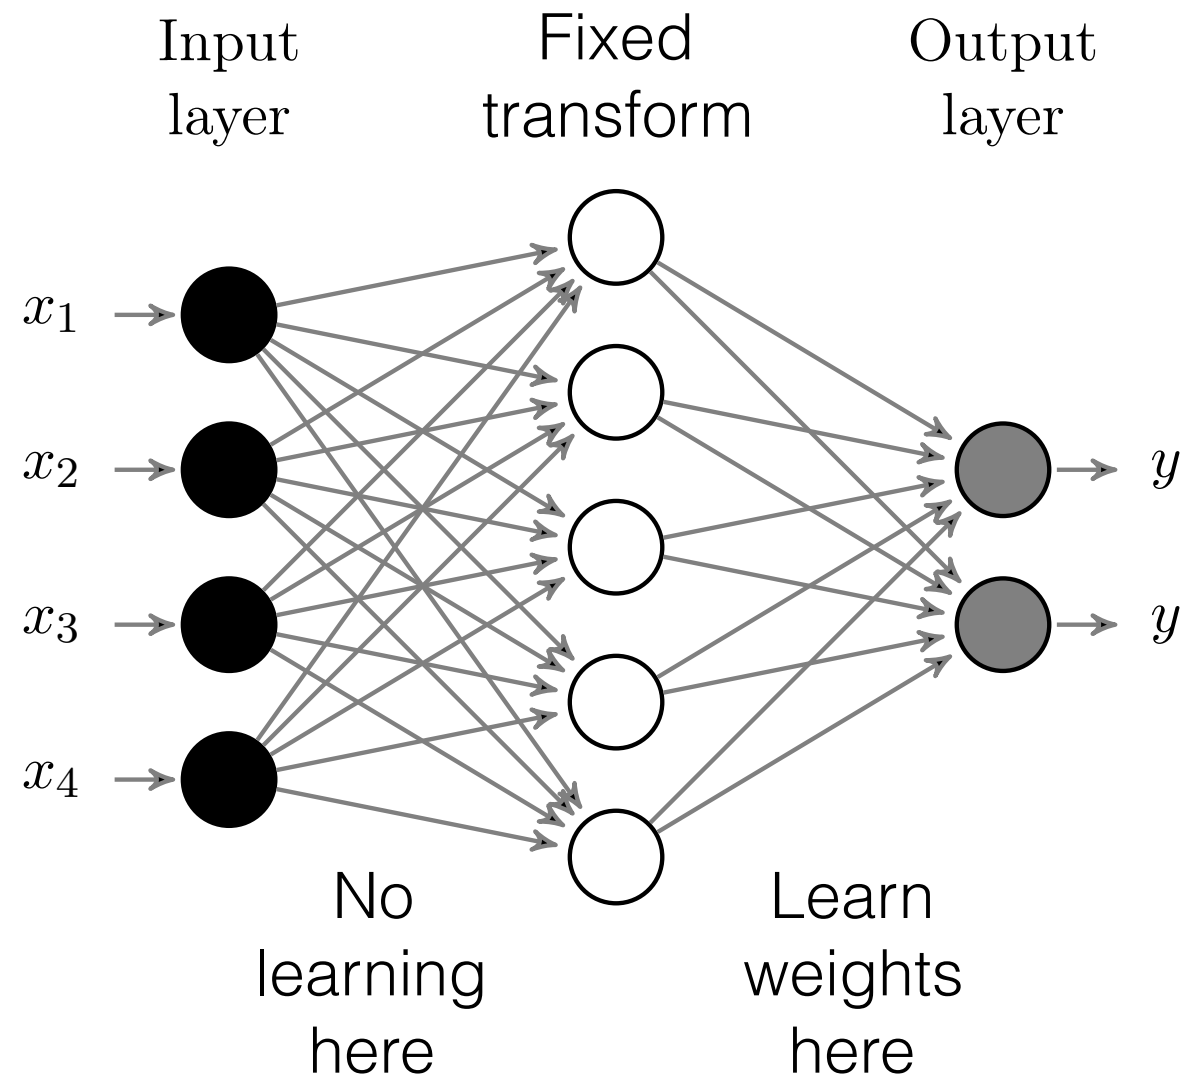 Input
layer
Fixed
transform
Output
layer
x₁
x₂
x₃
x₄
y
y
No
learning
here
Learn
weights
here